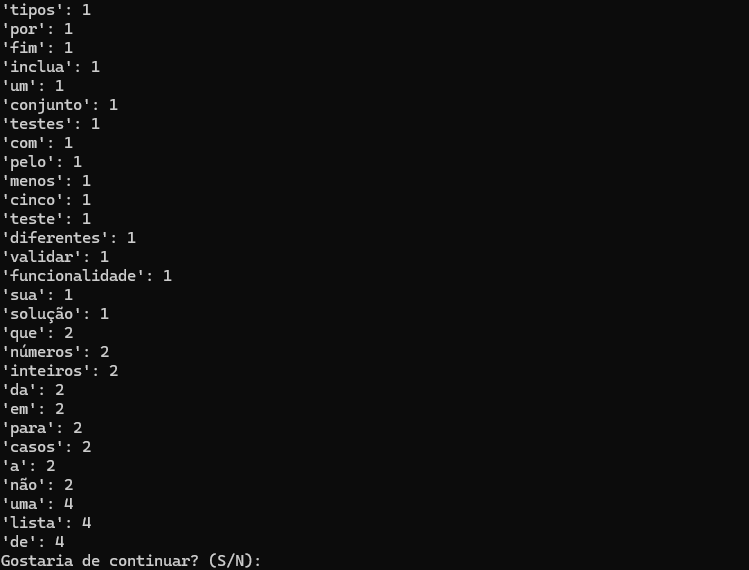 'tipos': 1
'por': 1
'fim': 1
'inclua': 1
'um': 1
'conjunto': 1
'testes': 1
'com': 1
'pelo': 1
'menos': 1
'cinco': 1
'teste': 1
'diferentes': 1
'validar': 1
'funcionalidade': 1
'sua': 1
'solução': 1
'que': 2
'números': 2
'inteiros': 2
'da': 2
'em': 2
'para': 2
'casos': 2
'a': 2
'não': 2
'uma': 4
'lista': 4
'de': 4
Gostaria de continuar? (S/N):